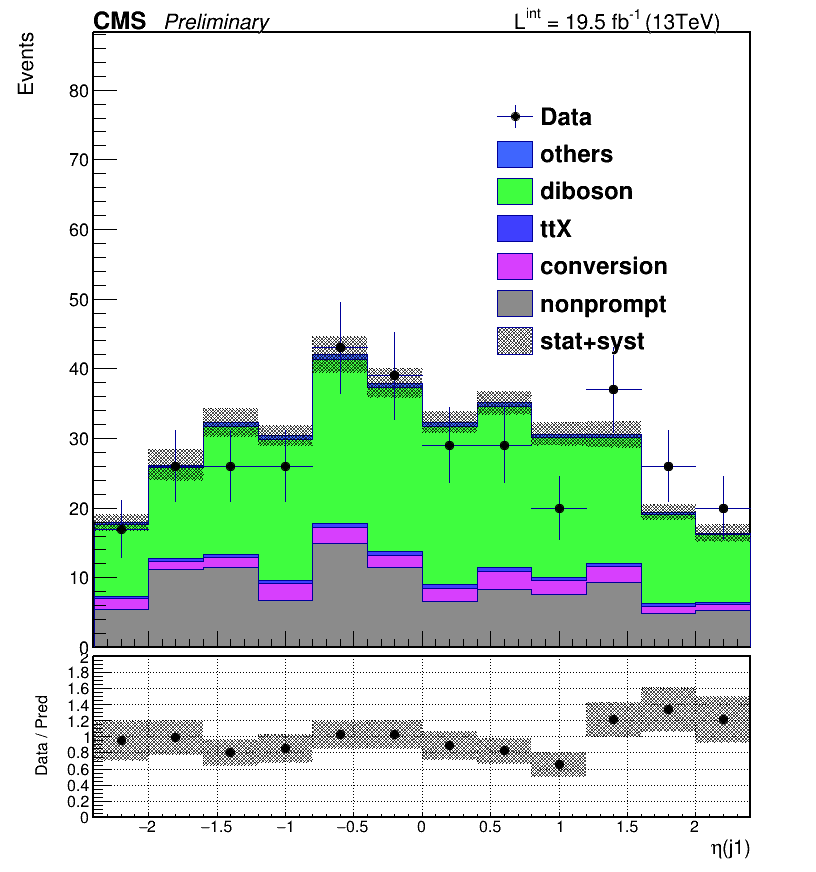 CMS Preliminary L^int = 19.5 fb^-1 (13TeV)
Events
80
70
60
50
40
30
20
10
0
Data
others
diboson
ttX
conversion
nonprompt
stat+syst
Data / Pred
2
1.8
1.6
1.4
1.2
1
0.8
0.6
0.4
0.2
0
−2 −1.5 −1 −0.5 0 0.5 1 1.5 2
η(j1)